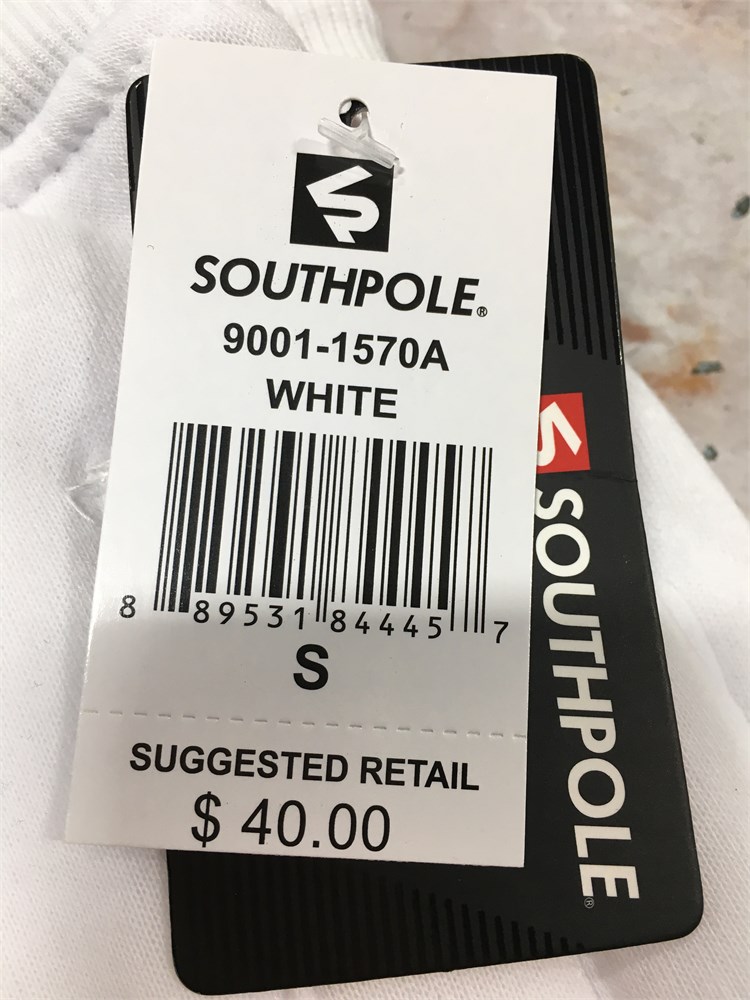 SOUTHPOLE®
9001-1570A
WHITE
8 89531 84445 7
S
SUGGESTED RETAIL
$ 40.00
SOUTHPOLE®